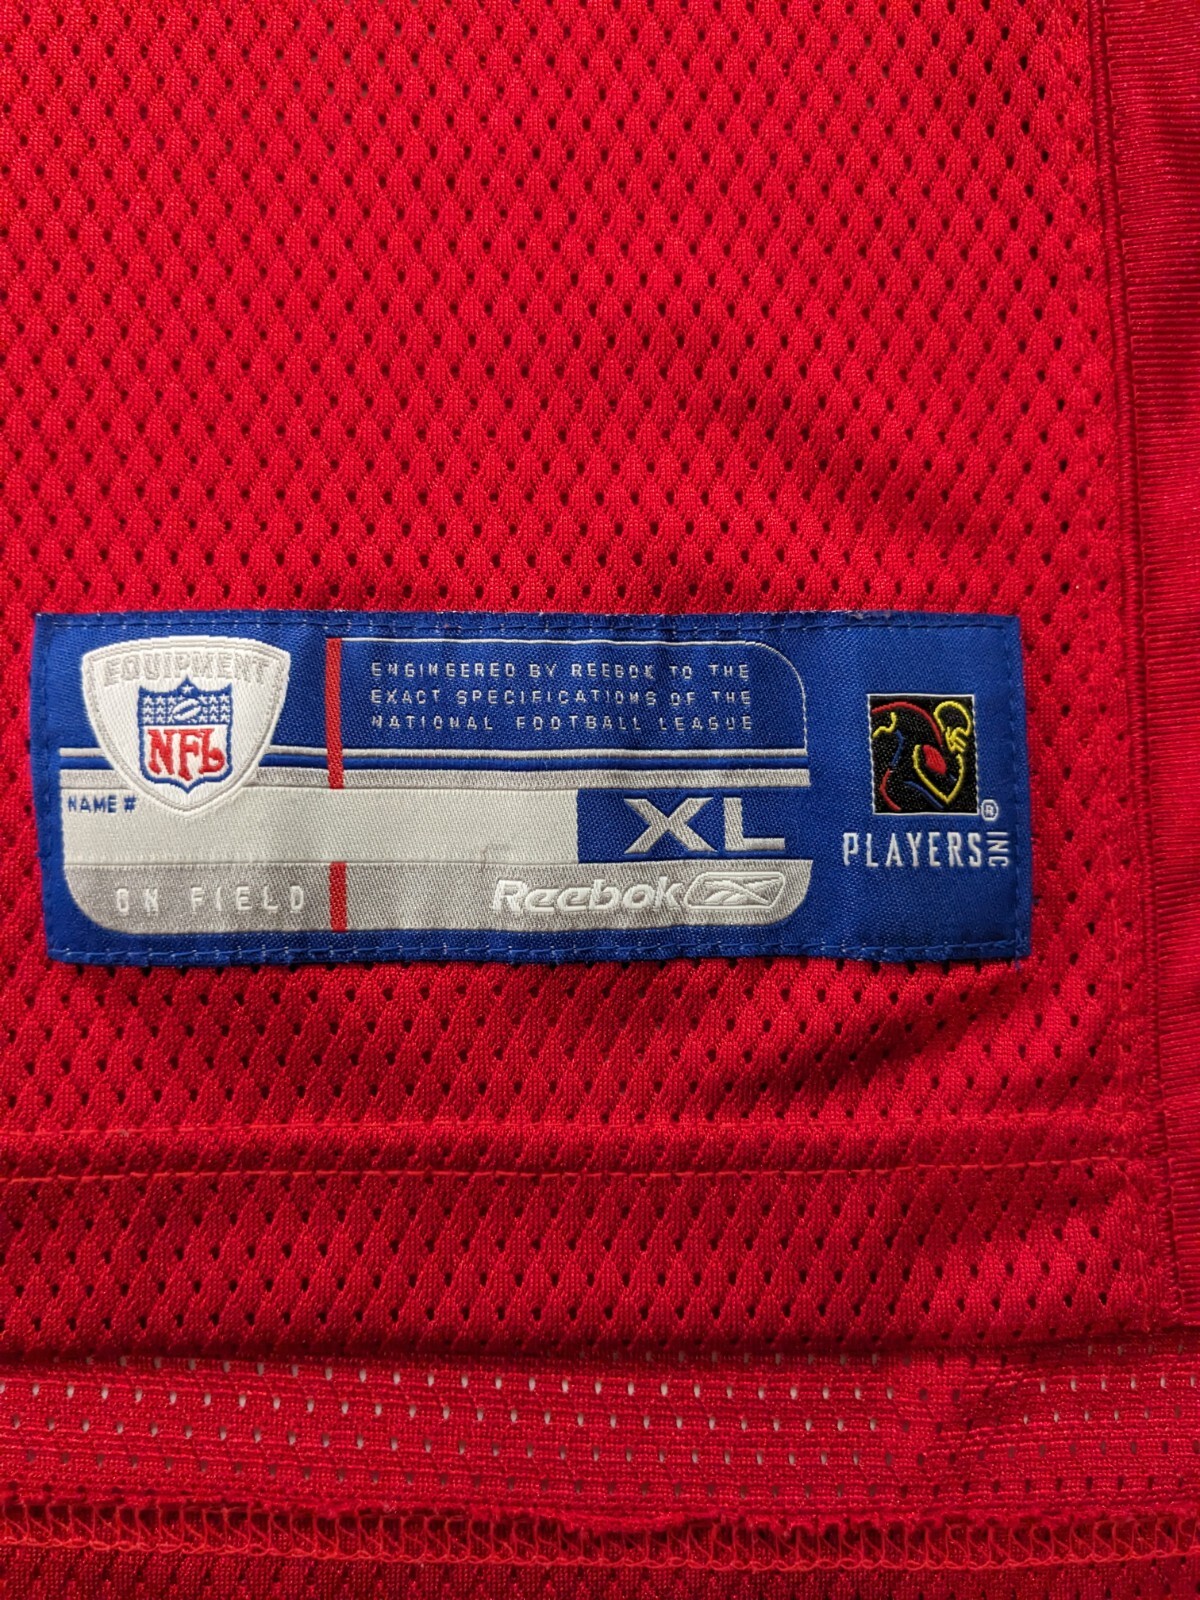 EQUIPMENT
NFL
ENGINEERED BY REEBOK TO THE
EXACT SPECIFICATIONS OF THE
NATIONAL FOOTBALL LEAGUE
NAME #
XL
ON FIELD
Reebok
PLAYERS INC ®